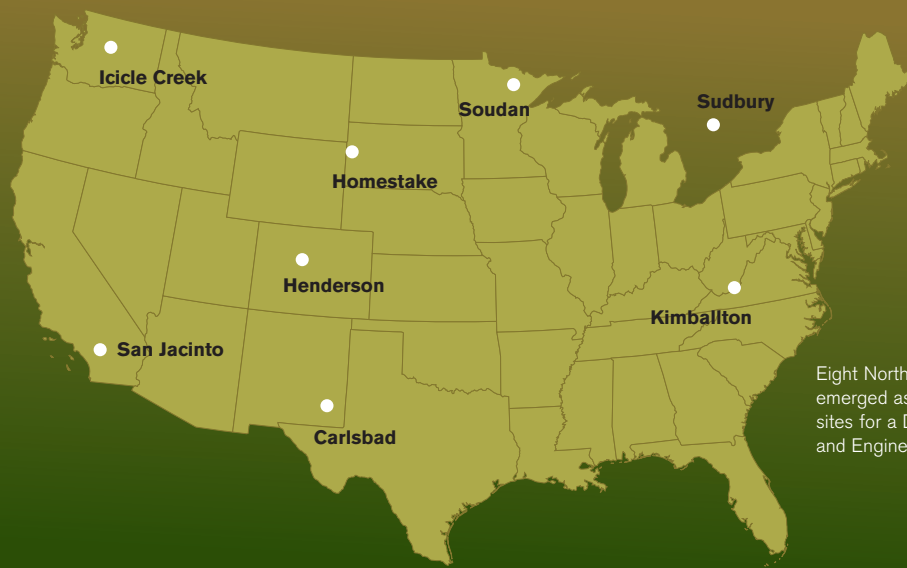 Icicle Creek
Soudan
Sudbury
Homestake
Henderson
Kimballton
San Jacinto
Carlsbad
Eight North
emerged as
sites for a
and Engine